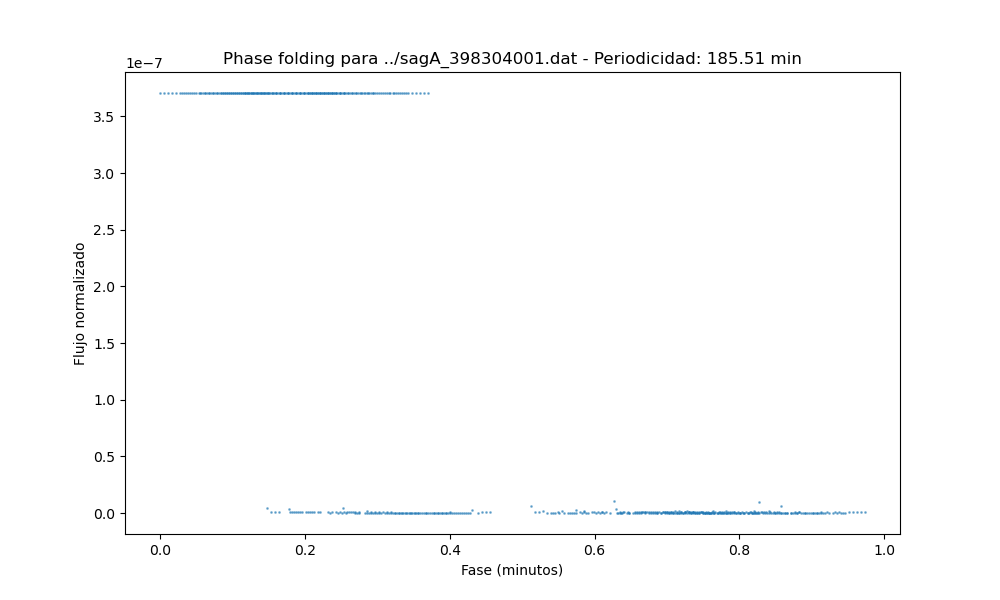 Phase folding para ../sagA_398304001.dat - Periodicidad: 185.51 min
1e−7
3.5
3.0
2.5
2.0
1.5
1.0
0.5
0.0
Flujo normalizado
0.0 0.2 0.4 0.6 0.8 1.0
Fase (minutos)